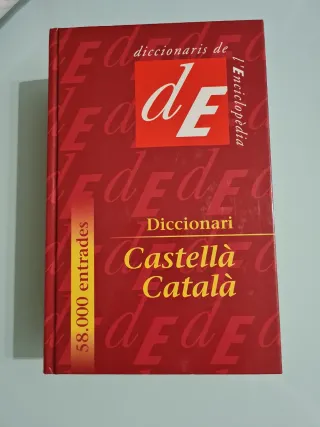 diccionaris de
l'Enciclopèdia
dE
Diccionari
Castellà
Català
58.000 entrades